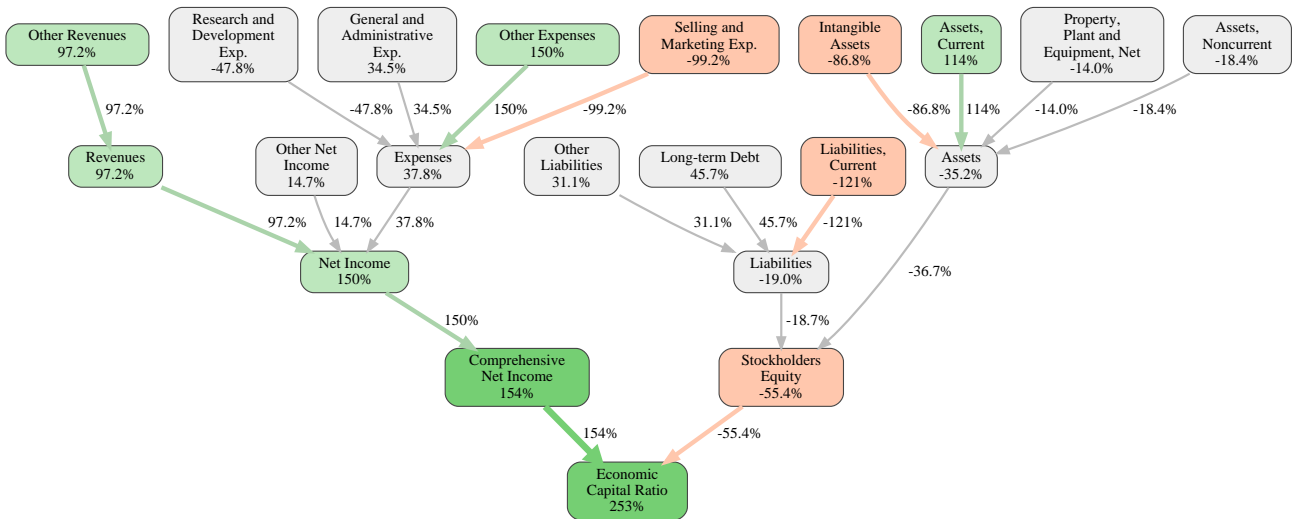 Other Revenues
97.2%
Research and
Development
Exp.
-47.8%
General and
Administrative
Exp.
34.5%
Other Expenses
150%
Selling and
Marketing Exp.
-99.2%
Intangible
Assets
-86.8%
Assets,
Current
114%
Property,
Plant and
Equipment, Net
-14.0%
Assets,
Noncurrent
-18.4%
97.2%
-47.8%
34.5%
150%
-99.2%
-86.8%
114%
-14.0%
-18.4%
Revenues
97.2%
Other Net
Income
14.7%
Expenses
37.8%
Other
Liabilities
31.1%
Long-term Debt
45.7%
Liabilities,
Current
-121%
Assets
-35.2%
97.2%
14.7%
37.8%
31.1%
45.7%
-121%
-36.7%
Net Income
150%
Liabilities
-19.0%
150%
-18.7%
Comprehensive
Net Income
154%
Stockholders
Equity
-55.4%
154%
-55.4%
Economic
Capital Ratio
253%